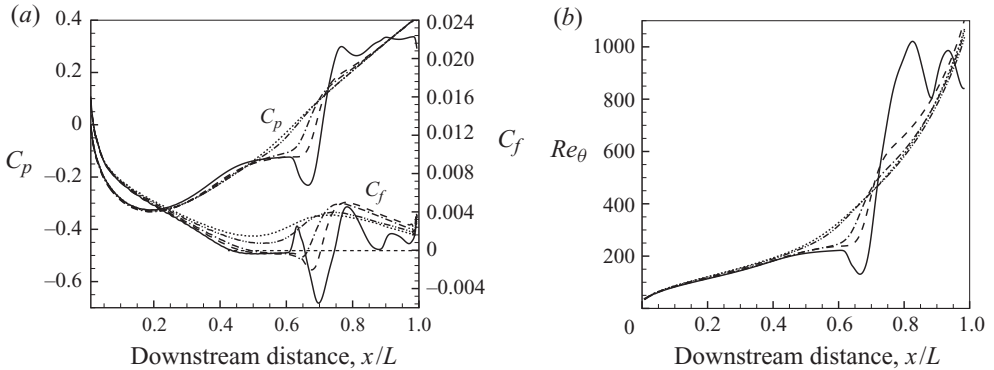 (a)
0.4
0.2
0
−0.2
−0.4
−0.6
C_p
C_p
C_f
0.024
0.020
0.016
0.012
0.008
0.004
0
−0.004
C_f
0.2 0.4 0.6 0.8 1.0
Downstream distance, x/L
(b)
1000
800
600
400
200
0
Re_θ
0.2 0.4 0.6 0.8 1.0
Downstream distance, x/L